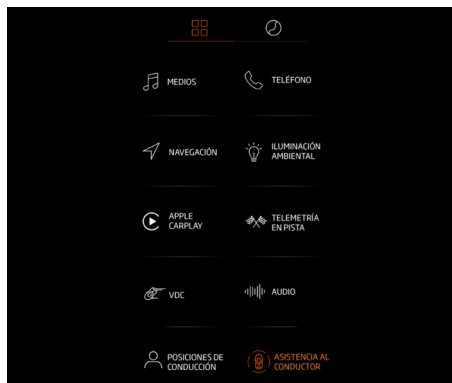 MEDIOS
TELÉFONO
NAVEGACIÓN
ILUMINACIÓN
AMBIENTAL
APPLE
CARPLAY
TELEMETRÍA
EN PISTA
VDC
AUDIO
POSICIONES DE
CONDUCCIÓN
ASISTENCIA AL
CONDUCTOR